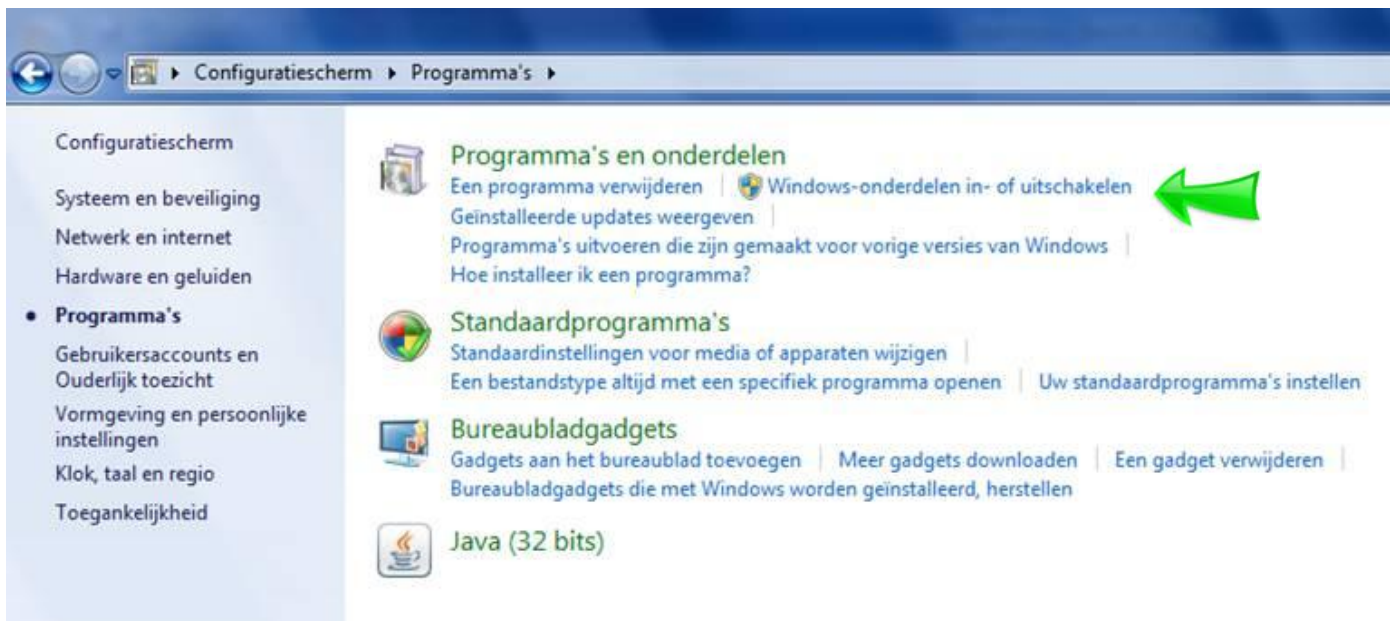 Configuratiescherm ▸ Programma's ▸
Configuratiescherm
Systeem en beveiliging
Netwerk en internet
Hardware en geluiden
Programma's
Gebruikersaccounts en
Ouderlijk toezicht
Vormgeving en persoonlijke
instellingen
Klok, taal en regio
Toegankelijkheid
Programma's en onderdelen
Een programma verwijderen Windows-onderdelen in- of uitschakelen
Geïnstalleerde updates weergeven
Programma's uitvoeren die zijn gemaakt voor vorige versies van Windows
Hoe installeer ik een programma?
Standaardprogramma's
Standaardinstellingen voor media of apparaten wijzigen
Een bestandstype altijd met een specifiek programma openen Uw standaardprogramma's instellen
Bureaubladgadgets
Gadgets aan het bureaublad toevoegen Meer gadgets downloaden Een gadget verwijderen
Bureaubladgadgets die met Windows worden geïnstalleerd, herstellen
Java (32 bits)